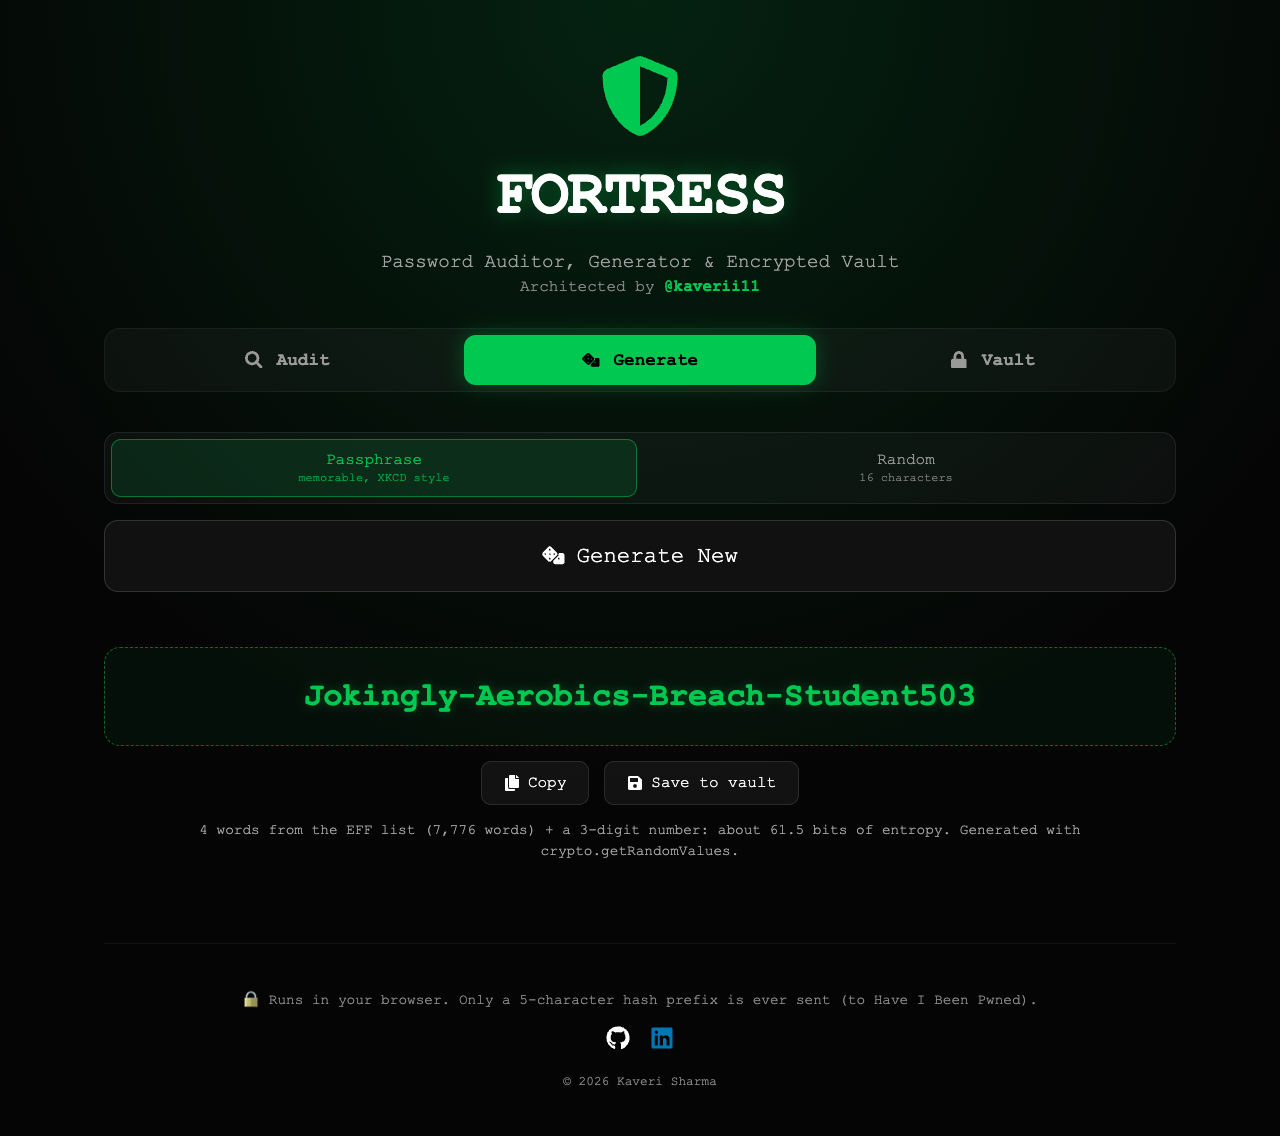 FORTRESS
Password Auditor, Generator & Encrypted Vault
Architected by @kaverii11
Audit
Generate
Vault
Passphrase
memorable, XKCD style
Random
16 characters
Generate New
Jokingly-Aerobics-Breach-Student503
Copy
Save to vault
4 words from the EFF list (7,776 words) + a 3-digit number: about 61.5 bits of entropy. Generated with
crypto.getRandomValues.
🔒 Runs in your browser. Only a 5-character hash prefix is ever sent (to Have I Been Pwned).
in
© 2026 Kaveri Sharma